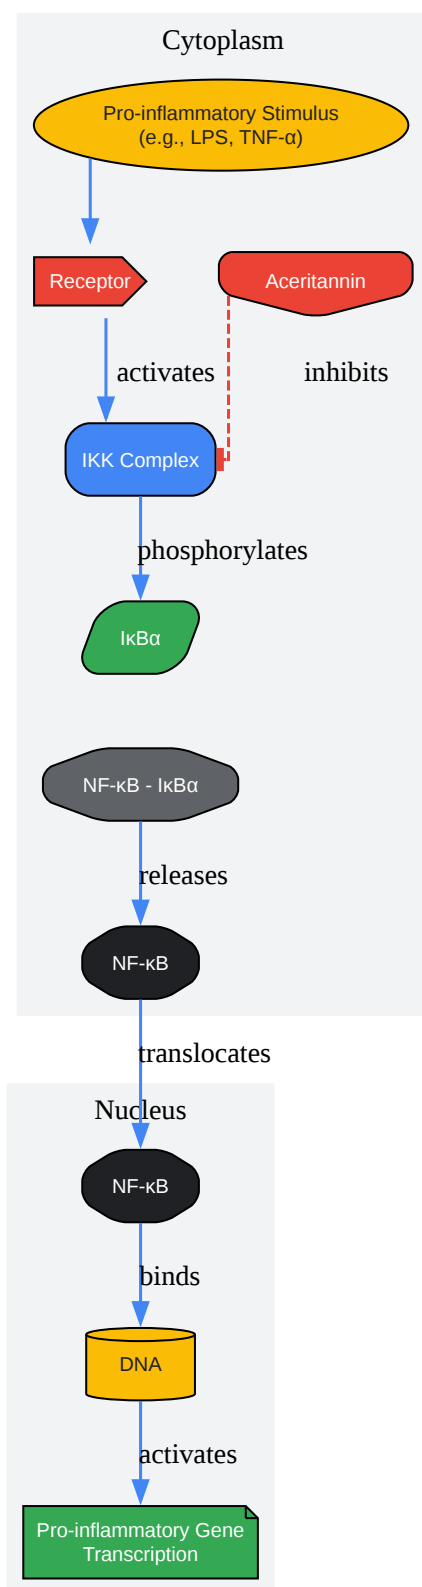 Cytoplasm
Pro-inflammatory Stimulus
(e.g., LPS, TNF-α)
Receptor
Aceritannin
activates
inhibits
IKK Complex
phosphorylates
IκBα
NF-κB - IκBα
releases
NF-κB
translocates
Nucleus
NF-κB
binds
DNA
activates
Pro-inflammatory Gene
Transcription